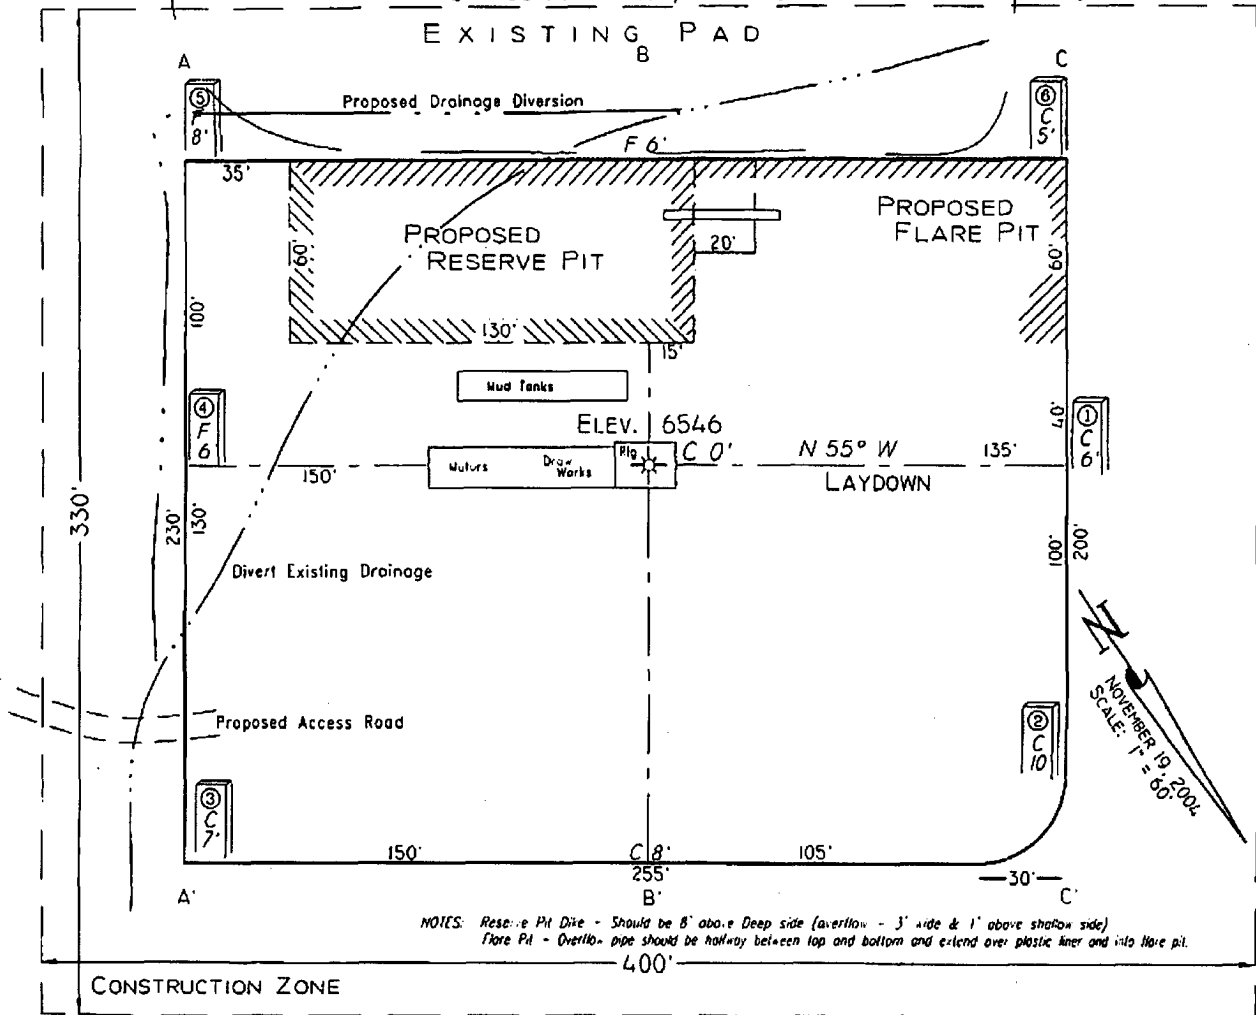 EXISTING PAD
A
B
C
⑤
F
8'
Proposed Drainage Diversion
⑥
C
5'
F 6'
35'
PROPOSED
RESERVE PIT
60'
20'
PROPOSED
FLARE PIT
60'
100'
130'
15'
Mud Tanks
④
F
6
ELEV. 6546
Rig
C 0'
N 55° W
135'
40'
①
C
6'
150'
Motors
Draw
Works
LAYDOWN
330'
230'
130'
100'
200'
Divert Existing Drainage
N
NOVEMBER 19, 2004
SCALE: 1" = 60'
Proposed Access Road
②
C
10
③
C
7'
150'
C 8'
105'
255'
30'
A'
B'
C'
NOTES: Reserve Pit Dike - Should be 8' above Deep side (overflow - 3' wide & 1' above shallow side)
Flare Pit - Overflow pipe should be halfway between top and bottom and extend over plastic liner and into flare pit.
400'
CONSTRUCTION ZONE